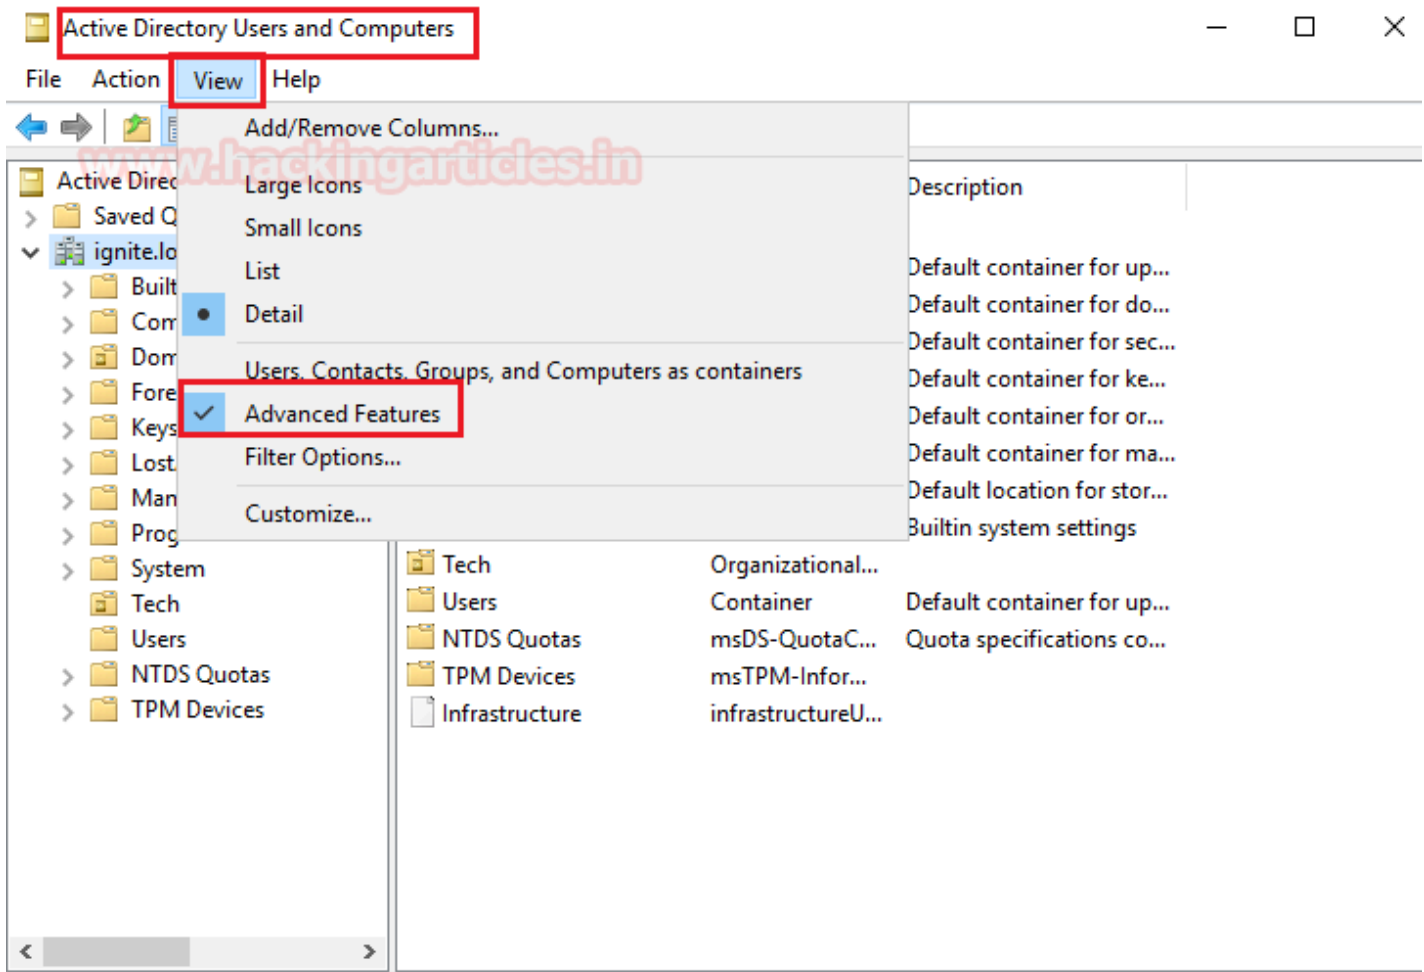 Active Directory Users and Computers
File Action View Help
Add/Remove Columns...
www.hackingarticles.in
Large Icons
Small Icons
List
Detail
Users, Contacts, Groups, and Computers as containers
Advanced Features
Filter Options...
Customize...
Active Direc
Saved Q
ignite.lo
Built
Com
Dom
Fore
Keys
Lost
Man
Prog
System
Tech
Users
NTDS Quotas
TPM Devices
Description
Default container for up...
Default container for do...
Default container for sec...
Default container for ke...
Default container for or...
Default container for ma...
Default location for stor...
Builtin system settings
Tech Organizational...
Users Container Default container for up...
NTDS Quotas msDS-QuotaC... Quota specifications co...
TPM Devices msTPM-Infor...
Infrastructure infrastructureU...